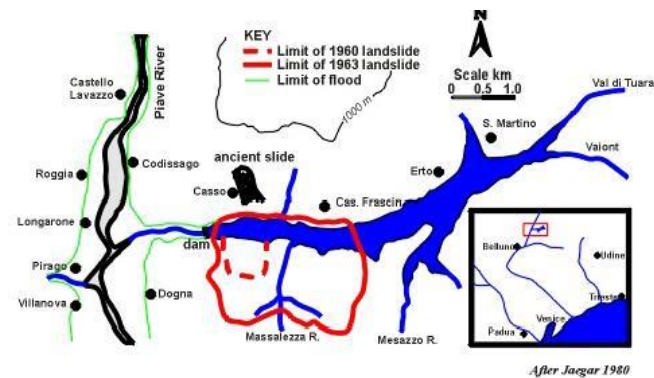 KEY
Limit of 1960 landslide
Limit of 1963 landslide
Limit of flood
N
Scale km
0 0.5 1.0
1000 m
Val di Tuara
Piave River
Castello
Lavazzo
S. Martino
Vaiont
Codissago
ancient slide
Erto
Roggia
Casso
Cas. Frascin
Longarone
dam
Pirago
Villanova
Dogna
Massalezza R.
Mesazzo R.
Belluno
Udine
Trieste
Venice
Padua
After Jaegar 1980